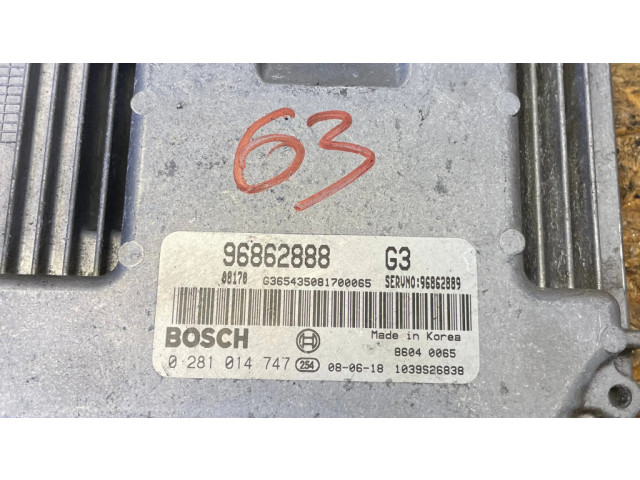 63
96862888 G3
08170 G365435081700065 SERVNO:96862889
BOSCH Made in Korea
8604 0065
0 281 014 747 254 08-06-18 1039S26838